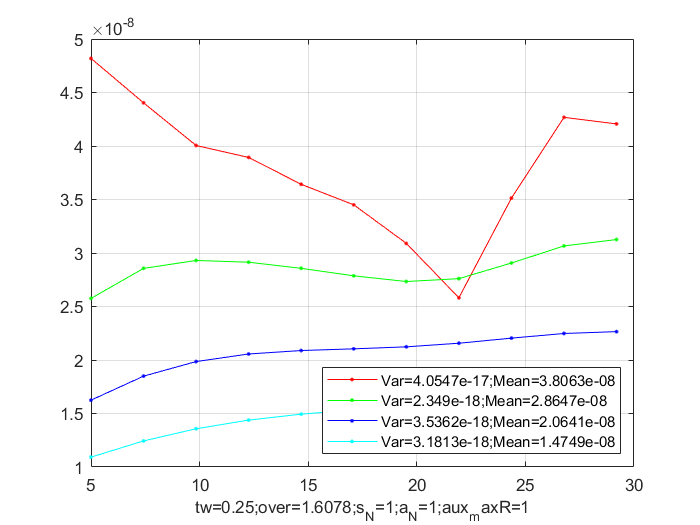 ×10⁻⁸
5
4.5
4
3.5
3
2.5
2
1.5
1
Var=4.0547e-17;Mean=3.8063e-08
Var=2.349e-18;Mean=2.8647e-08
Var=3.5362e-18;Mean=2.0641e-08
Var=3.1813e-18;Mean=1.4749e-08
5 10 15 20 25 30
tw=0.25;over=1.6078;s_N=1;a_N=1;aux_maxR=1